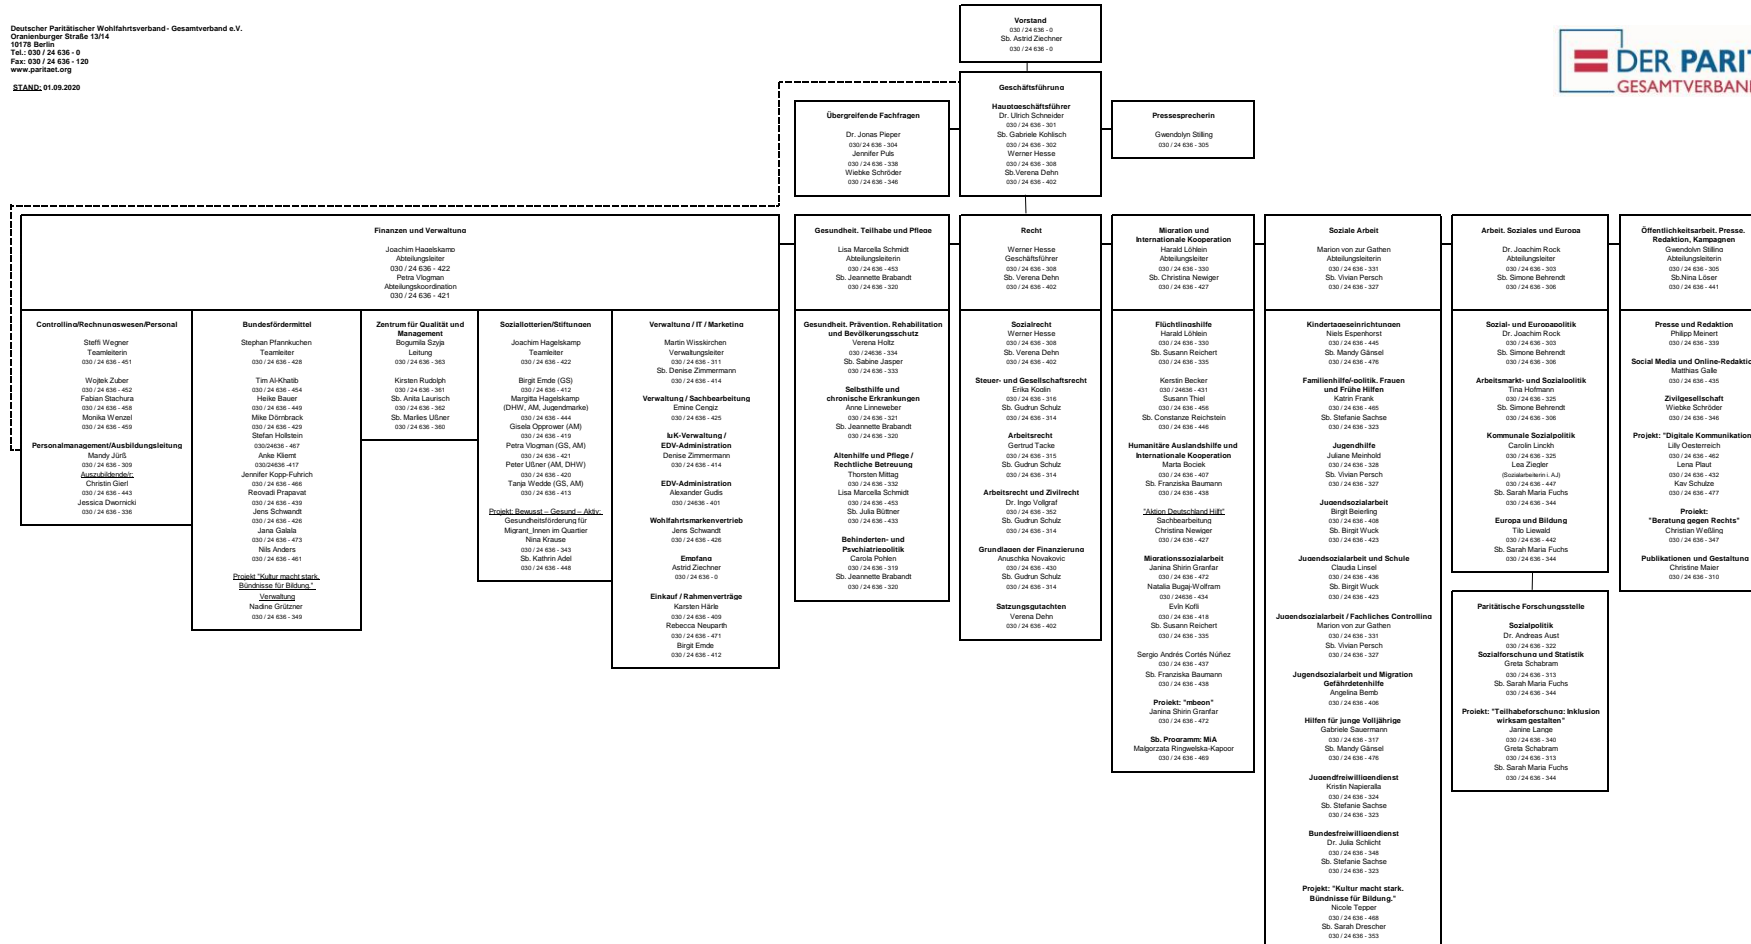 Deutscher Paritätischer Wohlfahrtsverband - Gesamtverband e.V.
Oranienburger Straße 13/14
10178 Berlin
Tel.: 030 / 24 636 - 0
Fax: 030 / 24 636 - 120
www.paritaet.org
STAND: 01.09.2020
Vorstand
030 / 24 636 - 0
Sb. Astrid Ziechner
030 / 24 636 - 0
DER PARIT
GESAMTVERBAND
Geschäftsführung
Hauptgeschäftsführer
Dr. Ulrich Schneider
030 / 24 636 - 301
Sb. Gabriele Kohlisch
030 / 24 636 - 302
Werner Hesse
030 / 24 636 - 308
Sb.Verena Dehn
030 / 24 636 - 402
Übergreifende Fachfragen
Dr. Jonas Pieper
030/ 24 636 - 304
Jennifer Puls
030 / 24 636 - 338
Wiebke Schröder
030 / 24 636 - 346
Pressesprecherin
Gwendolyn Stilling
030 / 24 636 - 305
Finanzen und Verwaltung
Joachim Hagelskamp
Abteilungsleiter
030 / 24 636 - 422
Petra Vlogman
Abteilungskoordination
030 / 24 636 - 421
Controlling/Rechnungswesen/Personal
Steffi Wegner
Teamleiterin
030 / 24 636 - 451
Wojtek Zuber
030 / 24 636 - 452
Fabian Stachura
030 / 24 636 - 458
Monika Wenzel
030 / 24 636 - 459
Personalmanagement/Ausbildungsleitung
Mandy Jürß
030 / 24 636 - 309
Auszubildende/r:
Christin Gierl
030 / 24 636 - 443
Jessica Dwornicki
030 / 24 636 - 336
Bundesfördermittel
Stephan Pfannkuchen
Teamleiter
030 / 24 636 - 428
Tim Al-Khatib
030 / 24 636 - 454
Heike Bauer
030 / 24 636 - 449
Mike Dörnbrack
030 / 24 636 - 429
Stefan Hollstein
030/24636 - 467
Anke Kliemt
030/24636 -417
Jennifer Kopp-Fuhrich
030 / 24 636 - 466
Reovadi Prapavat
030 / 24 636 - 439
Jens Schwandt
030 / 24 636 - 426
Jana Galala
030 / 24 636 - 473
Nils Anders
030 / 24 636 - 461
Projekt "Kultur macht stark.
Bündnisse für Bildung."
Verwaltung
Nadine Grützner
030 / 24 636 - 349
Zentrum für Qualität und
Management
Bogumila Szyja
Leitung
030 / 24 636 - 363
Kirsten Rudolph
030 / 24 636 - 361
Sb. Anita Laurisch
030 / 24 636 - 362
Sb. Marlies Ußner
030 / 24 636 - 360
Soziallotterien/Stiftungen
Joachim Hagelskamp
Teamleiter
030 / 24 636 - 422
Birgit Emde (GS)
030 / 24 636 - 412
Margitta Hagelskamp
(DHW, AM, Jugendmarke)
030 / 24 636 - 444
Gisela Opprower (AM)
030 / 24 636 - 419
Petra Vlogman (GS, AM)
030 / 24 636 - 421
Peter Ußner (AM, DHW)
030 / 24 636 - 420
Tanja Wedde (GS, AM)
030 / 24 636 - 413
Projekt: Bewusst – Gesund – Aktiv:
Gesundheitsförderung für
Migrant_Innen im Quartier
Nina Krause
030 / 24 636 - 343
Sb. Kathrin Adel
030 / 24 636 - 448
Verwaltung / IT / Marketing
Martin Wisskirchen
Verwaltungsleiter
030 / 24 636 - 311
Sb. Denise Zimmermann
030 / 24 636 - 414
Verwaltung / Sachbearbeitung
Emine Cengiz
030 / 24 636 - 425
IuK-Verwaltung /
EDV-Administration
Denise Zimmermann
030 / 24 636 - 414
EDV-Administration
Alexander Gudis
030 / 24636 - 401
Wohlfahrtsmarkenvertrieb
Jens Schwandt
030 / 24 636 - 426
Empfang
Astrid Ziechner
030 / 24 636 - 0
Einkauf / Rahmenverträge
Karsten Härle
030 / 24 636 - 409
Rebecca Neuparth
030 / 24 636 - 471
Birgit Emde
030 / 24 636 - 412
Gesundheit, Teilhabe und Pflege
Lisa Marcella Schmidt
Abteilungsleiterin
030 / 24 636 - 453
Sb. Jeannette Brabandt
030 / 24 636 - 320
Gesundheit, Prävention, Rehabilitation
und Bevölkerungsschutz
Verena Holtz
030 / 24636 - 334
Sb. Sabine Jasper
030 / 24 636 - 333
Selbsthilfe und
chronische Erkrankungen
Anne Linneweber
030 / 24 636 - 321
Sb. Jeannette Brabandt
030 / 24 636 - 320
Altenhilfe und Pflege /
Rechtliche Betreuung
Thorsten Mittag
030 / 24 636 - 332
Lisa Marcella Schmidt
030 / 24 636 - 453
Sb. Julia Büttner
030 / 24 636 - 433
Behinderten- und
Psychiatriepolitik
Carola Pohlen
030 / 24 636 - 319
Sb. Jeannette Brabandt
030 / 24 636 - 320
Recht
Werner Hesse
Geschäftsführer
030 / 24 636 - 308
Sb. Verena Dehn
030 / 24 636 - 402
Sozialrecht
Werner Hesse
030 / 24 636 - 308
Sb. Verena Dehn
030 / 24 636 - 402
Steuer- und Gesellschaftsrecht
Erika Koglin
030 / 24 636 - 316
Sb. Gudrun Schulz
030 / 24 636 - 314
Arbeitsrecht
Gertrud Tacke
030 / 24 636 - 315
Sb. Gudrun Schulz
030 / 24 636 - 314
Arbeitsrecht und Zivilrecht
Dr. Ingo Vollgraf
030 / 24 636 - 352
Sb. Gudrun Schulz
030 / 24 636 - 314
Grundlagen der Finanzierung
Anuschka Novakovic
030 / 24 636 - 430
Sb. Gudrun Schulz
030 / 24 636 - 314
Satzungsgutachten
Verena Dehn
030 / 24 636 - 402
Migration und
Internationale Kooperation
Harald Löhlein
Abteilungsleiter
030 / 24 636 - 330
Sb. Christina Newiger
030 / 24 636 - 427
Flüchtlingshilfe
Harald Löhlein
030 / 24 636 - 330
Sb. Susann Reichert
030 / 24 636 - 335
Kerstin Becker
030 / 24636 - 431
Susann Thiel
030 / 24 636 - 456
Sb. Constanze Reichstein
030 / 24 636 - 446
Humanitäre Auslandshilfe und
Internationale Kooperation
Marta Bociek
030 / 24 636 - 407
Sb. Franziska Baumann
030 / 24 636 - 438
"Aktion Deutschland Hilft"
Sachbearbeitung
Christina Newiger
030 / 24 636 - 427
Migrationssozialarbeit
Janina Shirin Granfar
030 / 24 636 - 472
Natalia Bugaj-Wolfram
030 / 24636 - 434
Evîn Kofli
030 / 24 636 - 418
Sb. Susann Reichert
030 / 24 636 - 335
Sergio Andrés Cortés Núñez
030 / 24 636 - 437
Sb. Franziska Baumann
030 / 24 636 - 438
Projekt: "mbeon"
Janina Shirin Granfar
030 / 24 636 - 472
Sb. Programm: MiA
Malgorzata Ringwelska-Kapoor
030 / 24 636 - 469
Soziale Arbeit
Marion von zur Gathen
Abteilungsleiterin
030 / 24 636 - 331
Sb. Vivian Persch
030 / 24 636 - 327
Kindertageseinrichtungen
Niels Espenhorst
030 / 24 636 - 445
Sb. Mandy Gänsel
030 / 24 636 - 476
Familienhilfe/-politik, Frauen
und Frühe Hilfen
Katrin Frank
030 / 24 636 - 465
Sb. Stefanie Sachse
030 / 24 636 - 323
Jugendhilfe
Juliane Meinhold
030 / 24 636 - 328
Sb. Vivian Persch
030 / 24 636 - 327
Jugendsozialarbeit
Birgit Beierling
030 / 24 636 - 408
Sb. Birgit Wuck
030 / 24 636 - 423
Jugendsozialarbeit und Schule
Claudia Linsel
030 / 24 636 - 436
Sb. Birgit Wuck
030 / 24 636 - 423
Jugendsozialarbeit / Fachliches Controlling
Marion von zur Gathen
030 / 24 636 - 331
Sb. Vivian Persch
030 / 24 636 - 327
Jugendsozialarbeit und Migration
Gefährdetenhilfe
Angelina Bemb
030 / 24 636 - 406
Hilfen für junge Volljährige
Gabriele Sauermann
030 / 24 636 - 317
Sb. Mandy Gänsel
030 / 24 636 - 476
Jugendfreiwilligendienst
Kristin Napieralla
030 / 24 636 - 324
Sb. Stefanie Sachse
030 / 24 636 - 323
Bundesfreiwilligendienst
Dr. Julia Schlicht
030 / 24 636 - 348
Sb. Stefanie Sachse
030 / 24 636 - 323
Projekt: "Kultur macht stark.
Bündnisse für Bildung."
Nicole Tepper
030 / 24 636 - 468
Sb. Sarah Drescher
030 / 24 636 - 353
Arbeit, Soziales und Europa
Dr. Joachim Rock
Abteilungsleiter
030 / 24 636 - 303
Sb. Simone Behrendt
030 / 24 636 - 306
Sozial- und Europapolitik
Dr. Joachim Rock
030 / 24 636 - 303
Sb. Simone Behrendt
030 / 24 636 - 306
Arbeitsmarkt- und Sozialpolitik
Tina Hofmann
030 / 24 636 - 325
Sb. Simone Behrendt
030 / 24 636 - 306
Kommunale Sozialpolitik
Carolin Linckh
030 / 24 636 - 325
Lea Ziegler
(Sozialarbeiterin i. AJ)
030 / 24 636 - 447
Sb. Sarah Maria Fuchs
030 / 24 636 - 344
Europa und Bildung
Tilo Liewald
030 / 24 636 - 442
Sb. Sarah Maria Fuchs
030 / 24 636 - 344
Paritätische Forschungsstelle
Sozialpolitik
Dr. Andreas Aust
030 / 24 636 - 322
Sozialforschung und Statistik
Greta Schabram
030 / 24 636 - 313
Sb. Sarah Maria Fuchs
030 / 24 636 - 344
Projekt: "Teilhabeforschung: Inklusion
wirksam gestalten"
Janine Lange
030 / 24 636 - 340
Greta Schabram
030 / 24 636 - 313
Sb. Sarah Maria Fuchs
030 / 24 636 - 344
Öffentlichkeitsarbeit, Presse,
Redaktion, Kampagnen
Gwendolyn Stilling
Abteilungsleiterin
030 / 24 636 - 305
Sb.Nina Löser
030 / 24 636 - 441
Presse und Redaktion
Philipp Meinert
030 / 24 636 - 339
Social Media und Online-Redaktio
Matthias Galle
030 / 24 636 - 435
Zivilgesellschaft
Wiebke Schröder
030 / 24 636 - 346
Projekt: "Digitale Kommunikation
Lilly Oesterreich
030 / 24 636 - 462
Lena Plaut
030 / 24 636 - 432
Kay Schulze
030 / 24 636 - 477
Projekt:
"Beratung gegen Rechts"
Christian Weßling
030 / 24 636 - 347
Publikationen und Gestaltung
Christine Maier
030 / 24 636 - 310